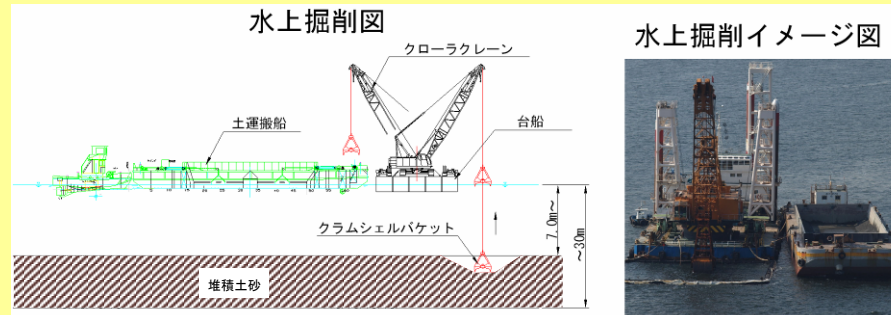 水上掘削図
水上掘削イメージ図
クローラクレーン
土運搬船
台船
クラムシェルバケット
7.0m~
~30m
堆積土砂